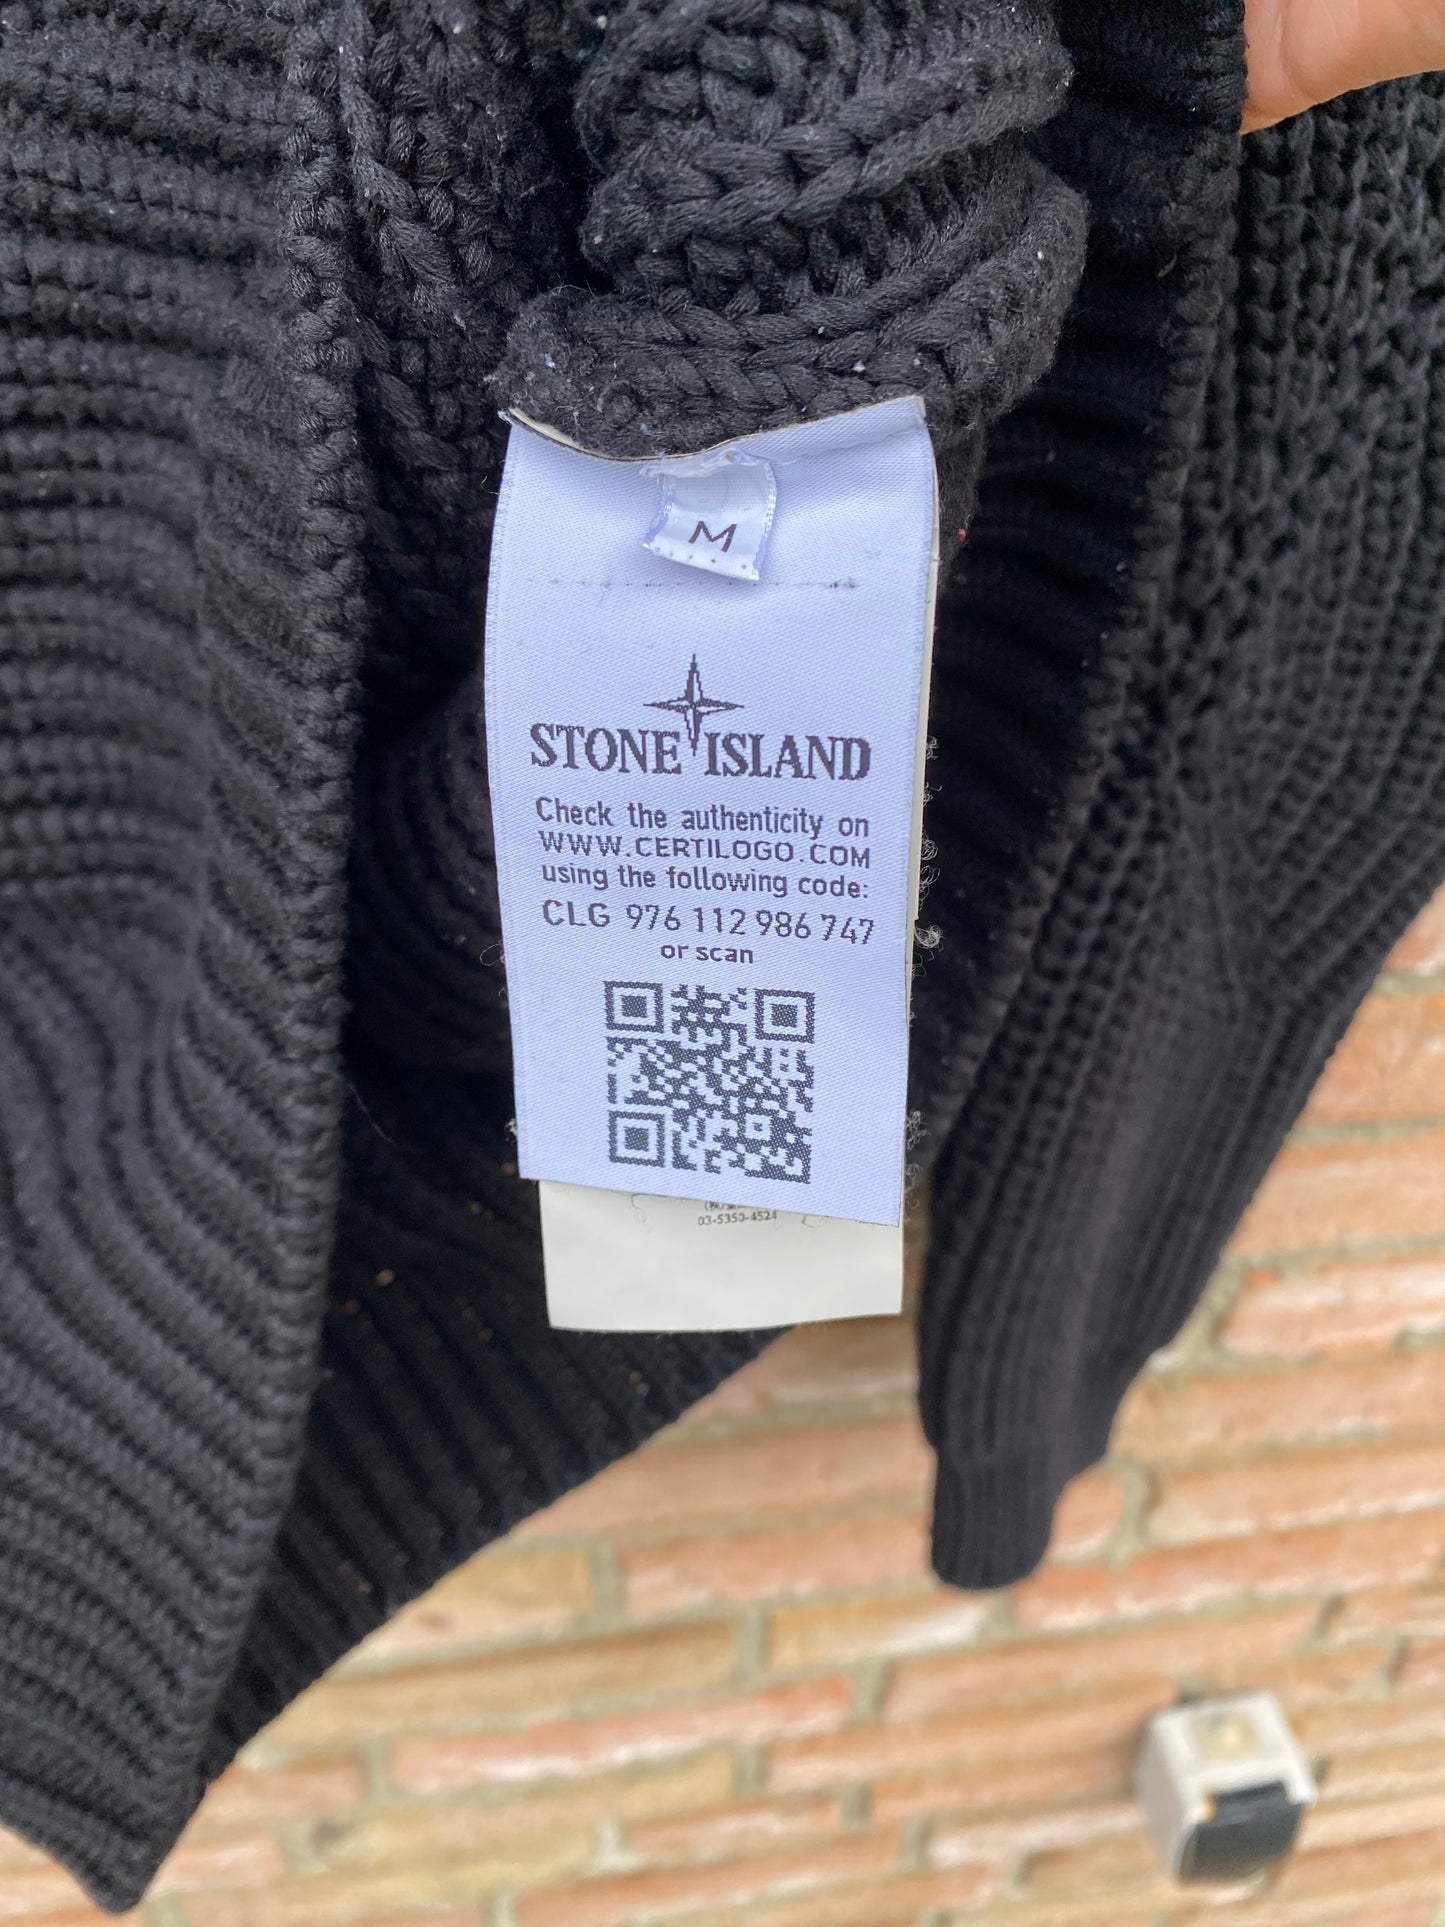 M
STONE ISLAND
Check the authenticity on
WWW.CERTILOGO.COM
using the following code:
CLG 976 112 986 747
or scan
03-5350-4524